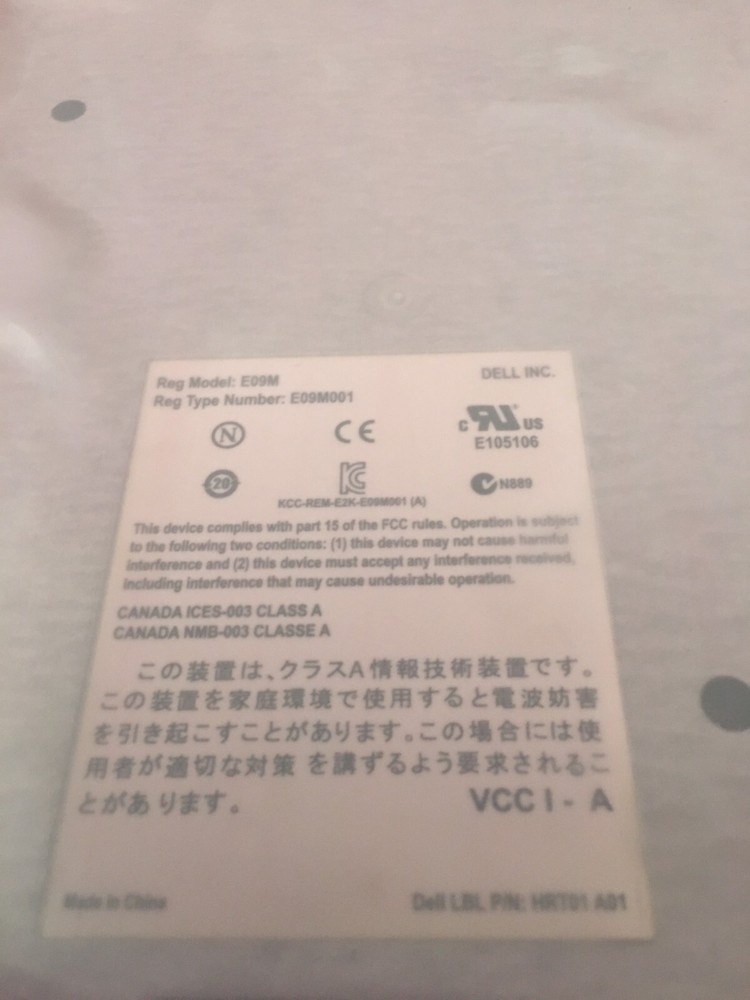 Reg Model: E09M
DELL INC.
Reg Type Number: E09M001
N
CE
c RU US
E105106
20
KC
N889
KCC-REM-E2K-E09M001 (A)
This device complies with part 15 of the FCC rules. Operation is subject
to the following two conditions: (1) this device may not cause harmful
interference and (2) this device must accept any interference received,
including interference that may cause undesirable operation.
CANADA ICES-003 CLASS A
CANADA NMB-003 CLASSE A
この装置は、クラスA情報技術装置です。
この装置を家庭環境で使用すると電波妨害
を引き起こすことがあります。この場合には使
用者が適切な対策 を講ずるよう要求されるこ
とがあ ります。
VCC I - A
Made in China
Dell LBL P/N: HRT01 A01